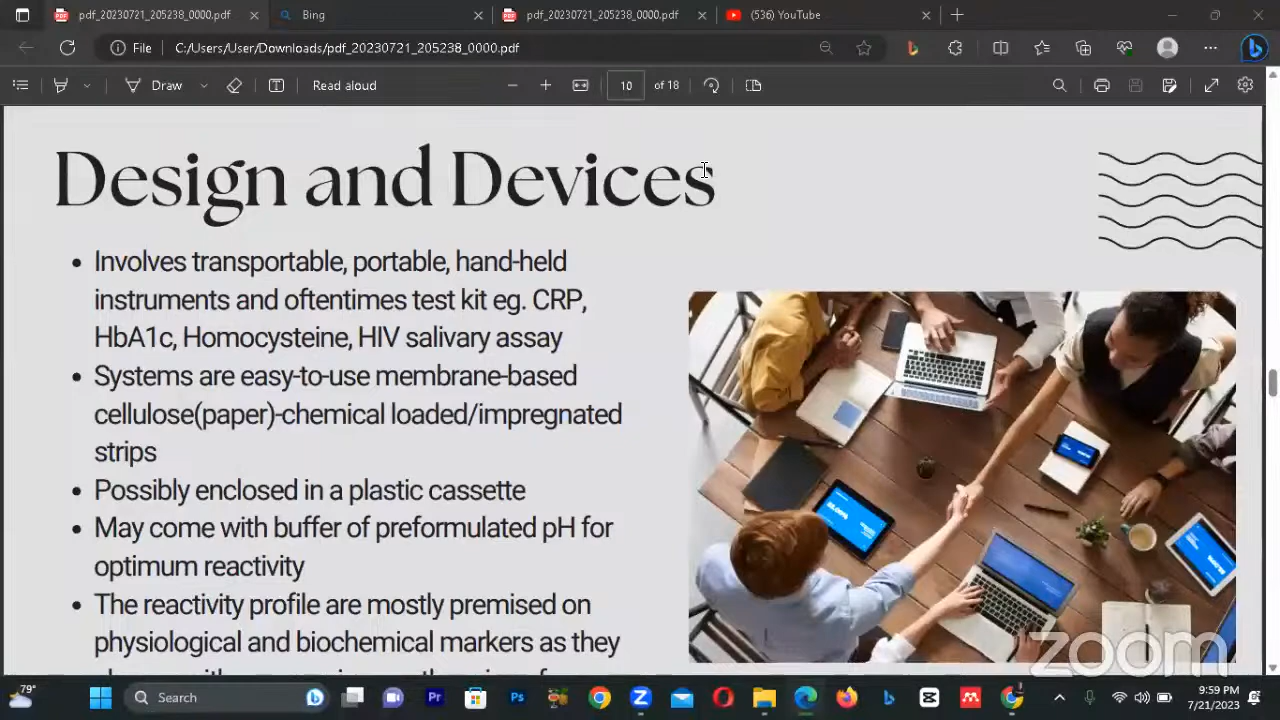 pdf_20230721_205238_0000.pdf
Bing
pdf_20230721_205238_0000.pdf
(536) YouTube
File
C:/Users/User/Downloads/pdf_20230721_205238_0000.pdf
Draw
Read aloud
10
of 18
Design and Devices
• Involves transportable, portable, hand-held
instruments and oftentimes test kit eg. CRP,
HbA1c, Homocysteine, HIV salivary assay
• Systems are easy-to-use membrane-based
cellulose(paper)-chemical loaded/impregnated
strips
• Possibly enclosed in a plastic cassette
• May come with buffer of preformulated pH for
optimum reactivity
• The reactivity profile are mostly premised on
physiological and biochemical markers as they
zoom
79°
Search
9:59 PM
7/21/2023